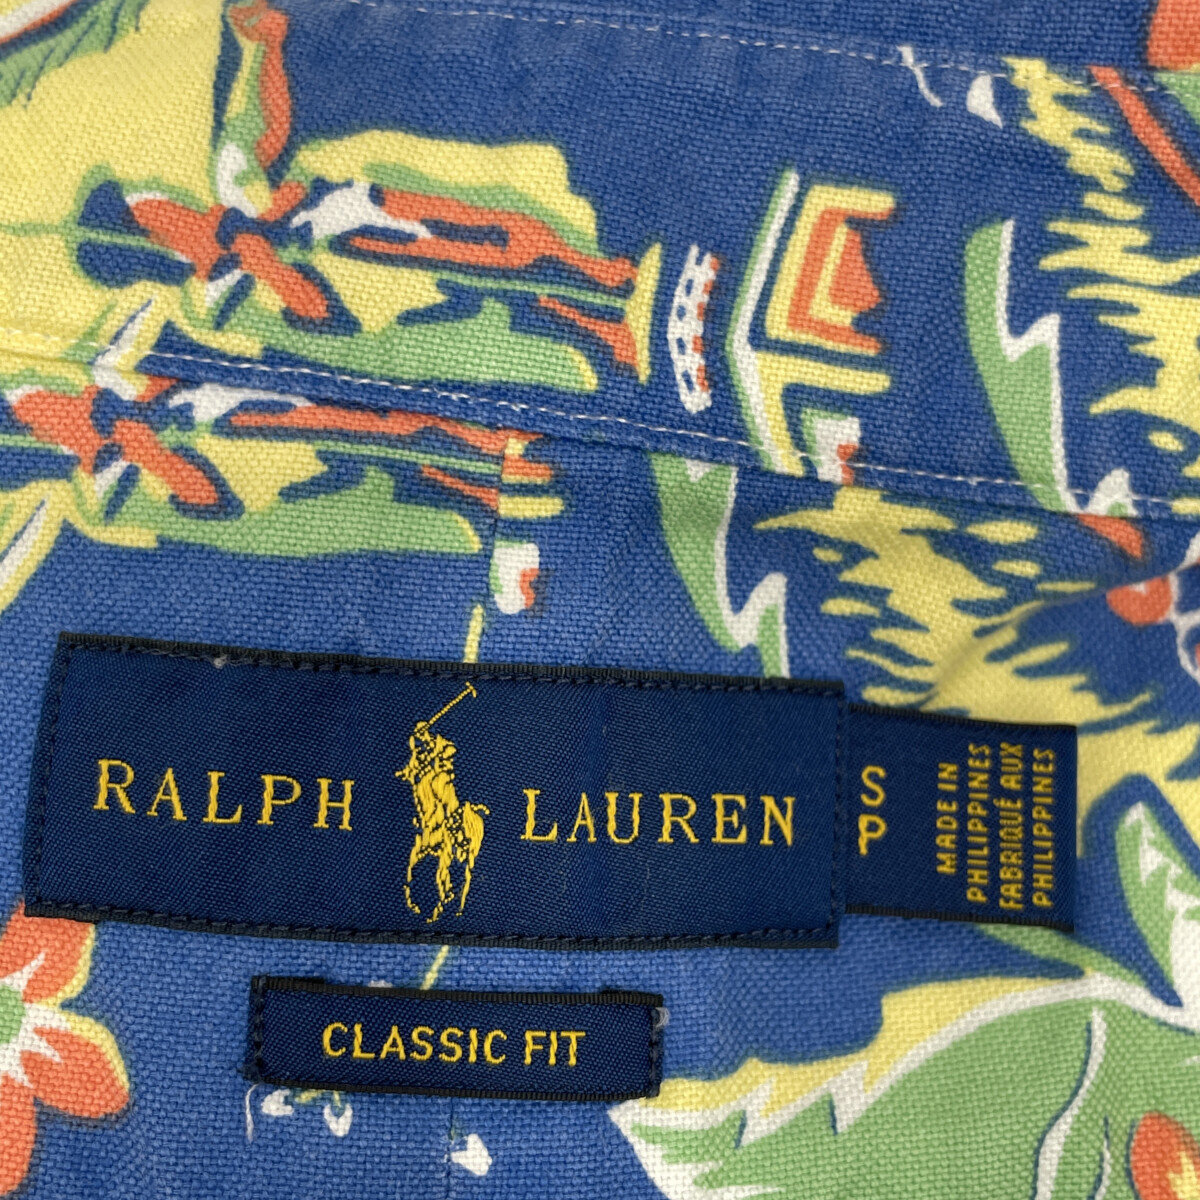 RALPH LAUREN
S
P
MADE IN
PHILIPPINES
FABRIQUÉ AUX
PHILIPPINES
CLASSIC FIT